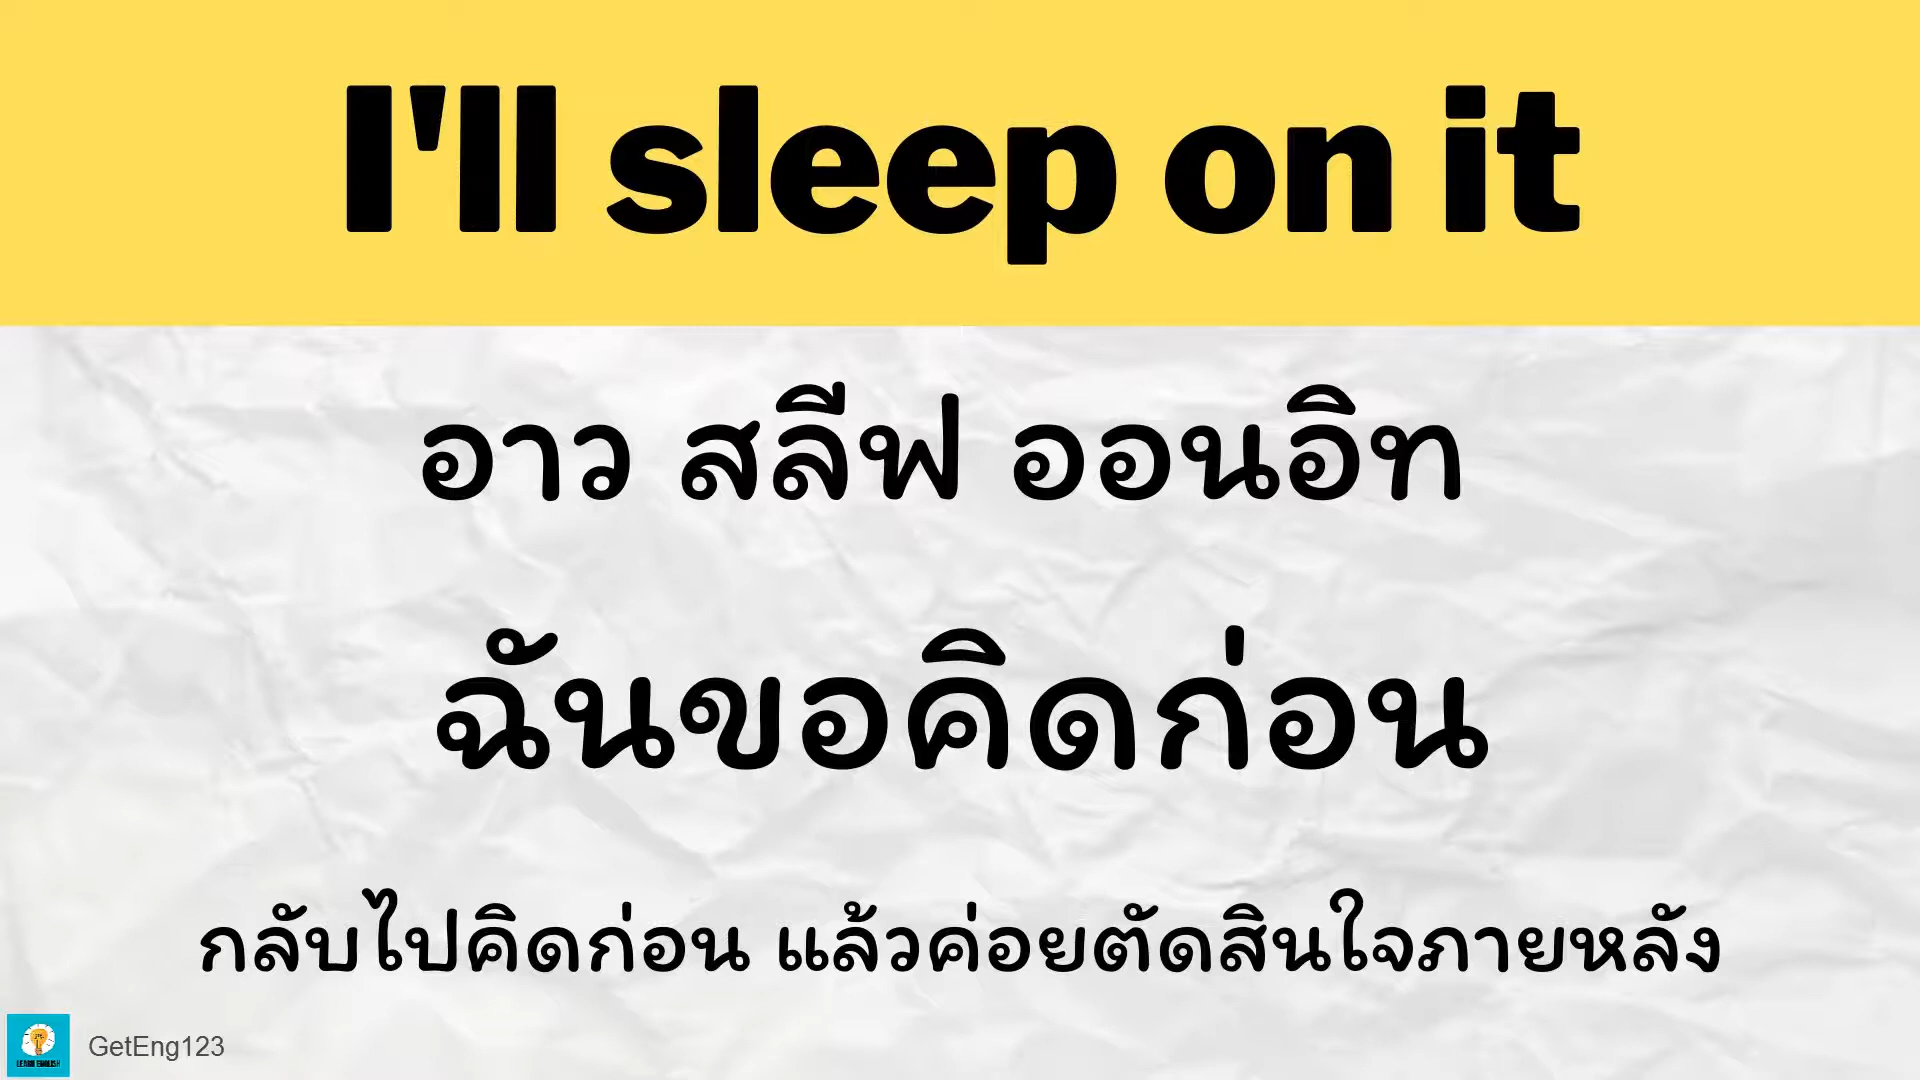 I'll sleep on it
อาว สลีฟ ออนอิท
ฉันขอคิดก่อน
กลับไปคิดก่อน แล้วค่อยตัดสินใจภายหลัง
LEARN ENGLISH
GetEng123